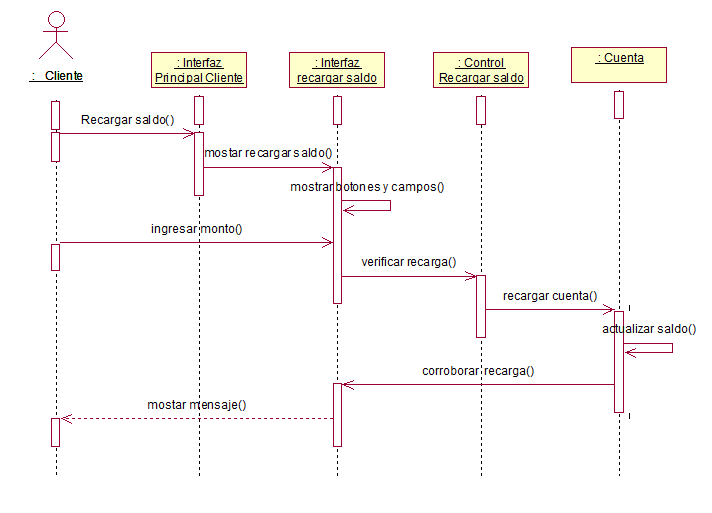 : Cliente
: Interfaz
Principal Cliente
: Interfaz
recargar saldo
: Control
Recargar saldo
: Cuenta
Recargar saldo()
mostar recargar saldo()
mostrar botones y campos()
ingresar monto()
verificar recarga()
recargar cuenta()
actualizar saldo()
corroborar recarga()
mostar mensaje()